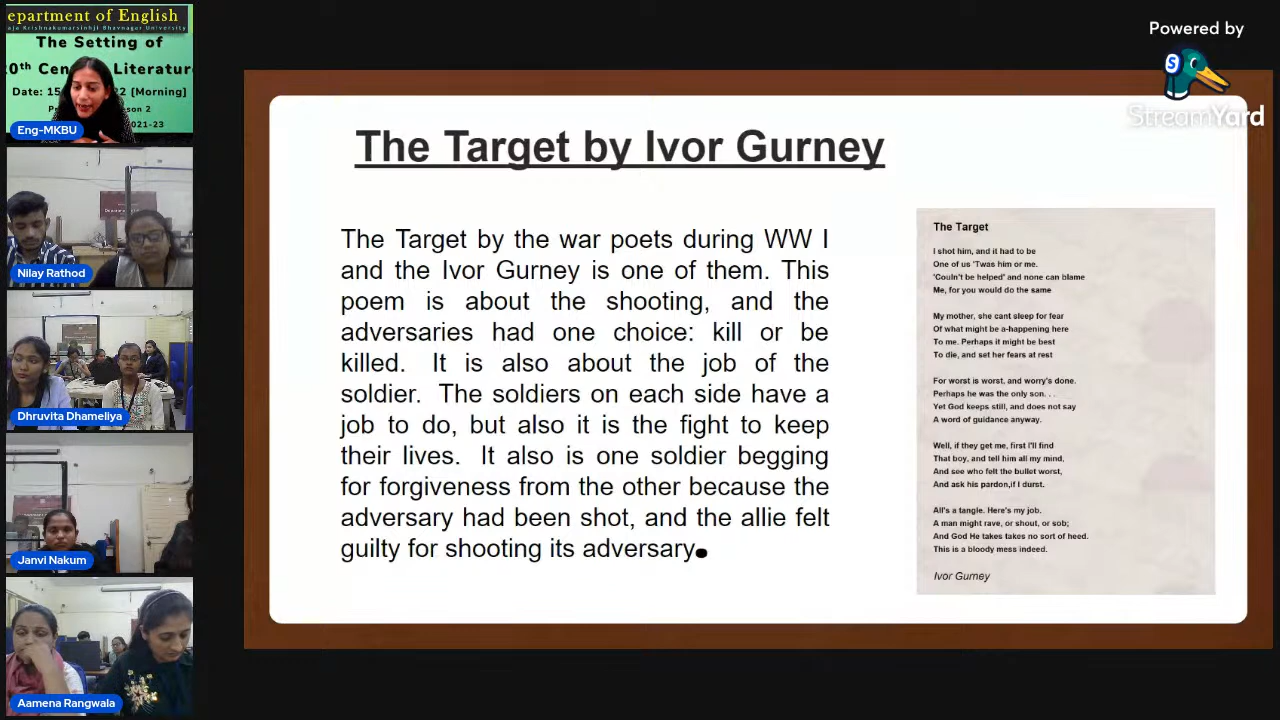 epartment of English
Krishnakumarsinhji Bhavnagar University
The Setting of
20th Cen Literature
Date: 15 22 [Morning]
son 2
021-23
Eng-MKBU
Nilay Rathod
Dhruvita Dhameliya
Janvi Nakum
Aamena Rangwala
Powered by
S
StreamYard
The Target by Ivor Gurney
The Target by the war poets during WW I
and the Ivor Gurney is one of them. This
poem is about the shooting, and the
adversaries had one choice: kill or be
killed. It is also about the job of the
soldier. The soldiers on each side have a
job to do, but also it is the fight to keep
their lives. It also is one soldier begging
for forgiveness from the other because the
adversary had been shot, and the allie felt
guilty for shooting its adversary.
The Target
I shot him, and it had to be
One of us 'Twas him or me.
'Couln't be helped' and none can blame
Me, for you would do the same
My mother, she cant sleep for fear
Of what might be a-happening here
To me. Perhaps it might be best
To die, and set her fears at rest
For worst is worst, and worry's done.
Perhaps he was the only son. . .
Yet God keeps still, and does not say
A word of guidance anyway.
Well, if they get me, first I'll find
That boy, and tell him all my mind,
And see who felt the bullet worst,
And ask his pardon,if I durst.
All's a tangle. Here's my job.
A man might rave, or shout, or sob;
And God He takes takes no sort of heed.
This is a bloody mess indeed.
Ivor Gurney